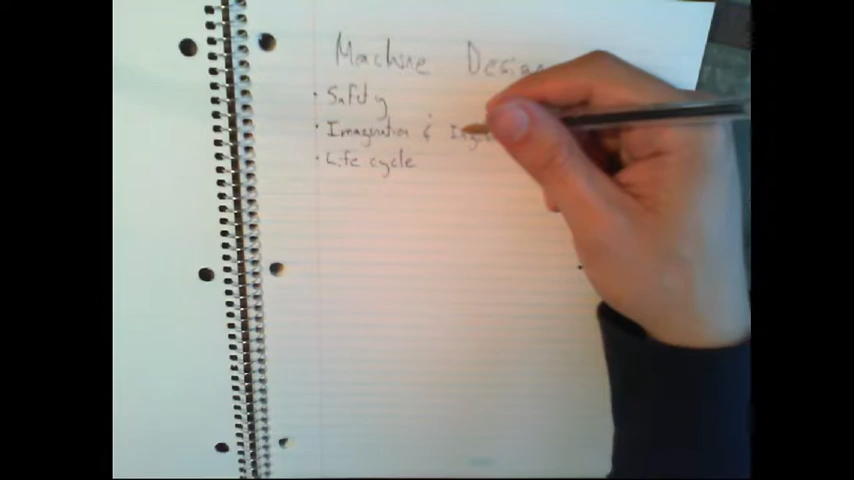 Machine Design
• Safety
• Imagination &
• Life cycle